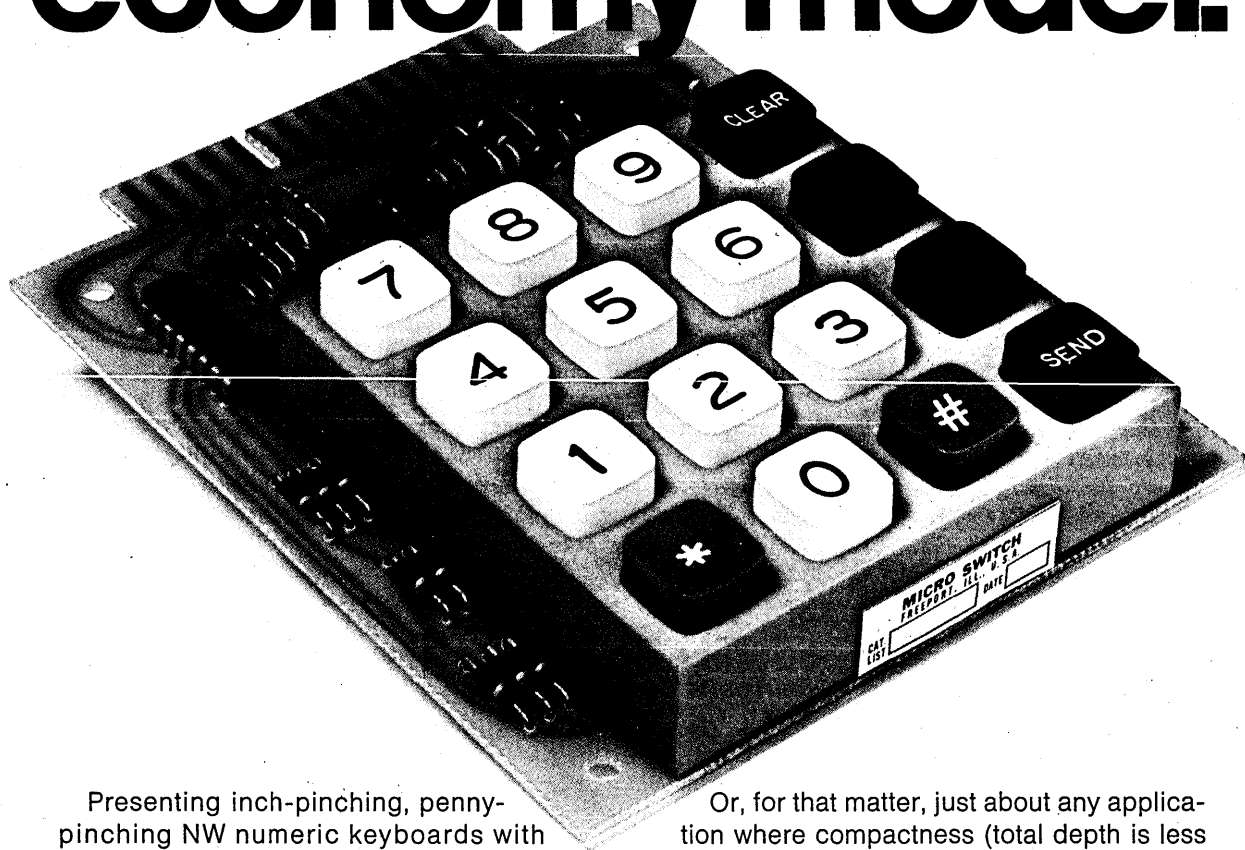 economy model.
CLEAR
7 8 9
4 5 6
1 2 3
* 0 # SEND
MICRO SWITCH
FREEPORT, ILL., U.S.A.
CAT. LIST DATE
Presenting inch-pinching, penny-
pinching NW numeric keyboards with
Or, for that matter, just about any applica-
tion where compactness (total depth is less